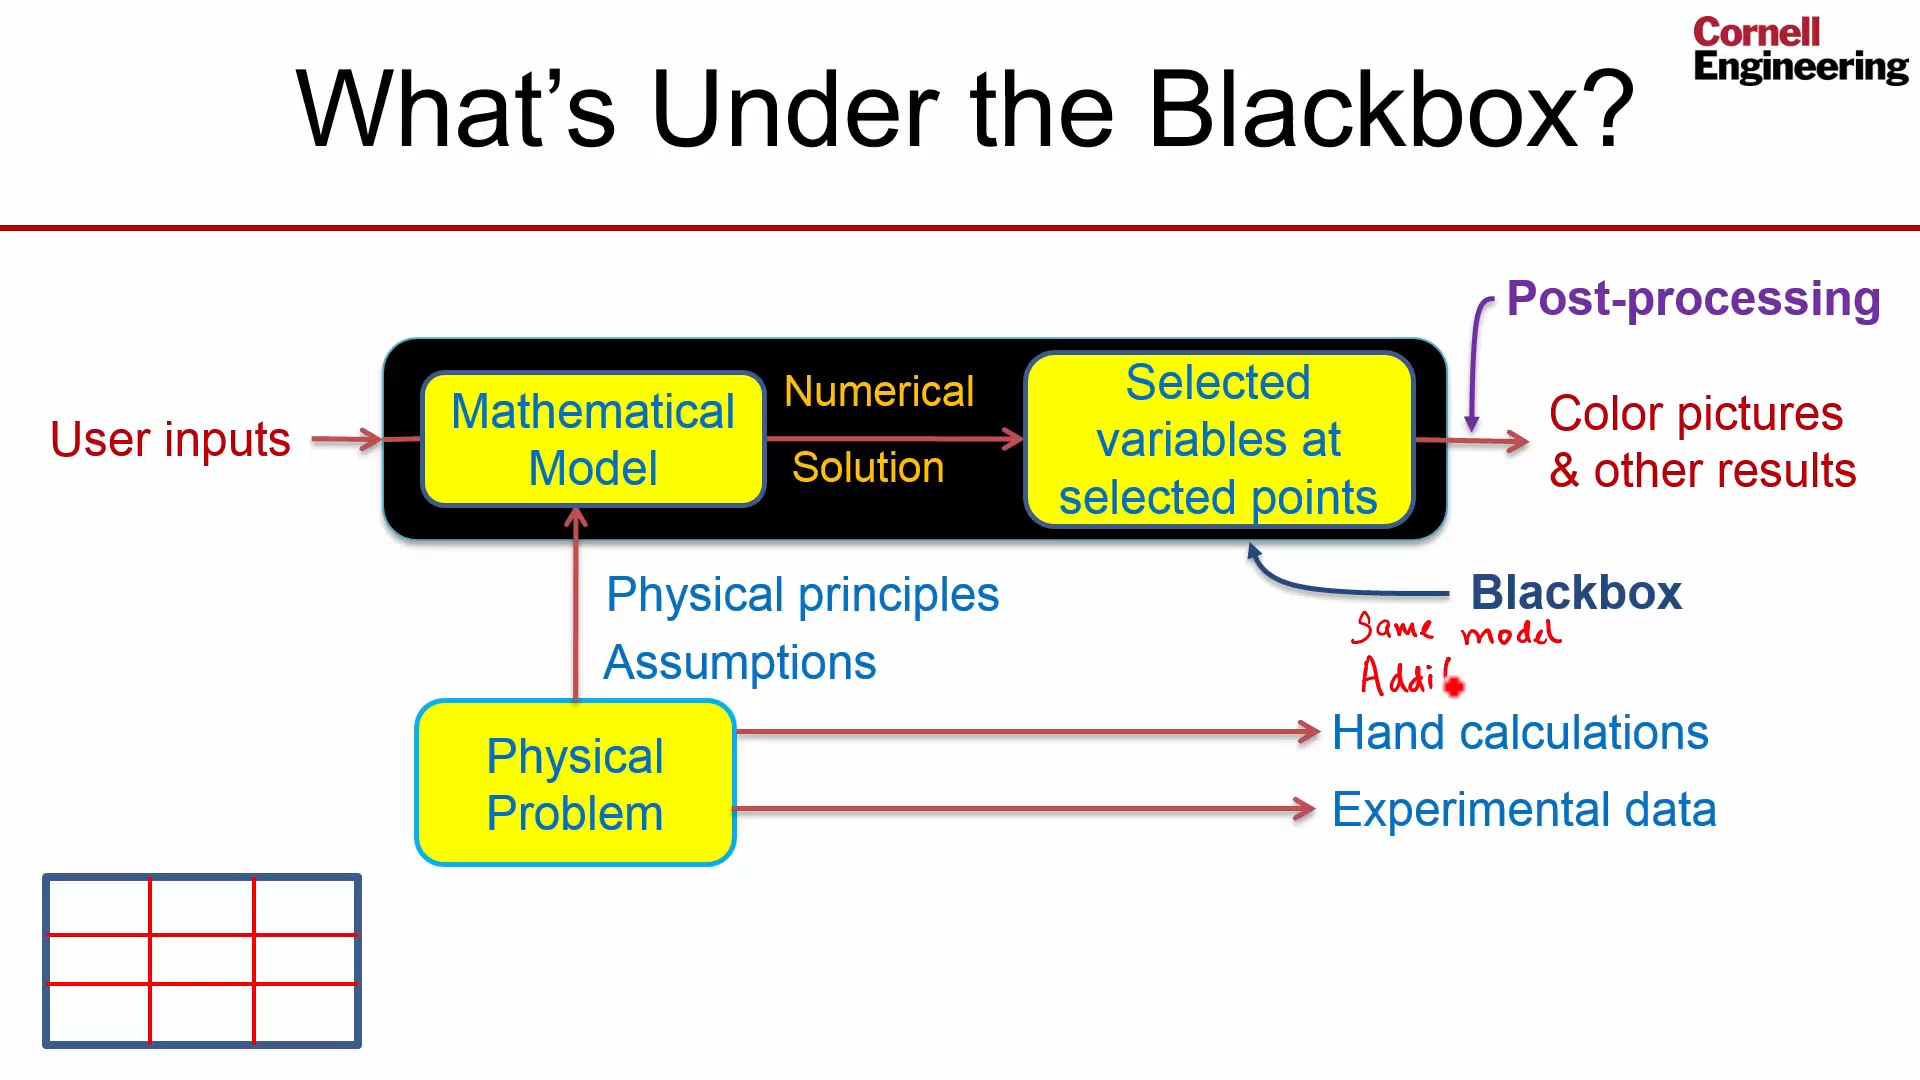 Cornell
Engineering
What's Under the Blackbox?
Post-processing
User inputs
Mathematical
Model
Numerical
Solution
Selected
variables at
selected points
Color pictures
& other results
Physical principles
Assumptions
Blackbox
Same model
Physical
Problem
Hand calculations
Experimental data